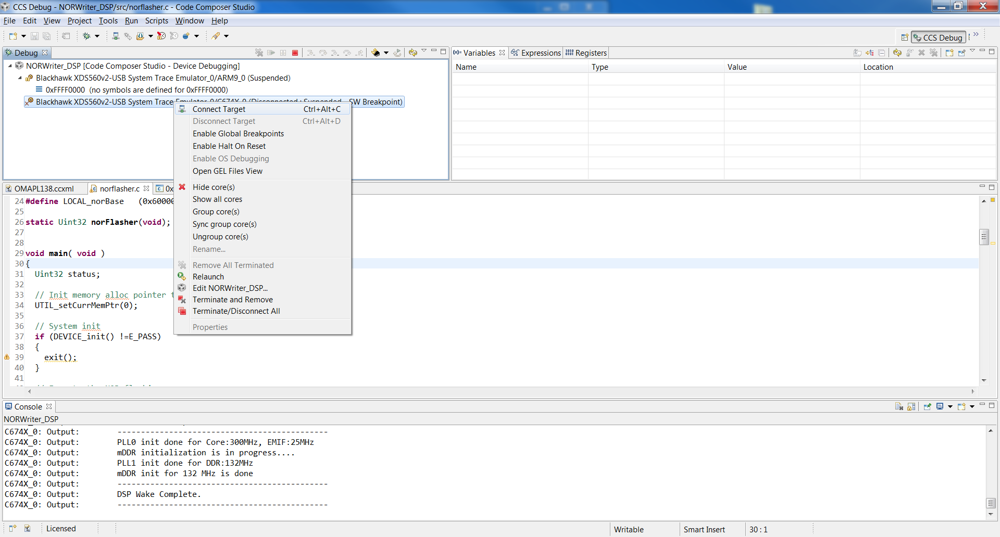 CCS Debug - NORWriter_DSP/src/norflasher.c - Code Composer Studio
File Edit View Project Tools Run Scripts Window Help
CCS Debug
Debug
NORWriter_DSP [Code Composer Studio - Device Debugging]
Blackhawk XDS560v2-USB System Trace Emulator_0/ARM9_0 (Suspended)
0xFFFF0000 (no symbols are defined for 0xFFFF0000)
Blackhawk XDS560v2-USB System Trace Emulator_0/C674X_0 (Disconnected : Suspended - SW Breakpoint)
Connect Target Ctrl+Alt+C
Disconnect Target Ctrl+Alt+D
Enable Global Breakpoints
Enable Halt On Reset
Enable OS Debugging
Open GEL Files View
Hide core(s)
Show all cores
Group core(s)
Sync group core(s)
Ungroup core(s)
Rename...
Remove All Terminated
Relaunch
Edit NORWriter_DSP...
Terminate and Remove
Terminate/Disconnect All
Properties
Variables Expressions Registers
Name Type Value Location
OMAPL138.ccxml norflasher.c 0x
24 #define LOCAL_norBase (0x60000
25
26 static Uint32 norFlasher(void);
27
28
29 void main( void )
30 {
31 Uint32 status;
32
33 // Init memory alloc pointer t
34 UTIL_setCurrMemPtr(0);
35
36 // System init
37 if (DEVICE_init() !=E_PASS)
38 {
39 exit();
40 }
41
Console
NORWriter_DSP
C674X_0: Output: ---------------------------------------------
C674X_0: Output: PLL0 init done for Core:300MHz, EMIF:25MHz
C674X_0: Output: mDDR initialization is in progress....
C674X_0: Output: PLL1 init done for DDR:132MHz
C674X_0: Output: mDDR init for 132 MHz is done
C674X_0: Output: ---------------------------------------------
C674X_0: Output: DSP Wake Complete.
C674X_0: Output: ---------------------------------------------
Licensed Writable Smart Insert 30 : 1